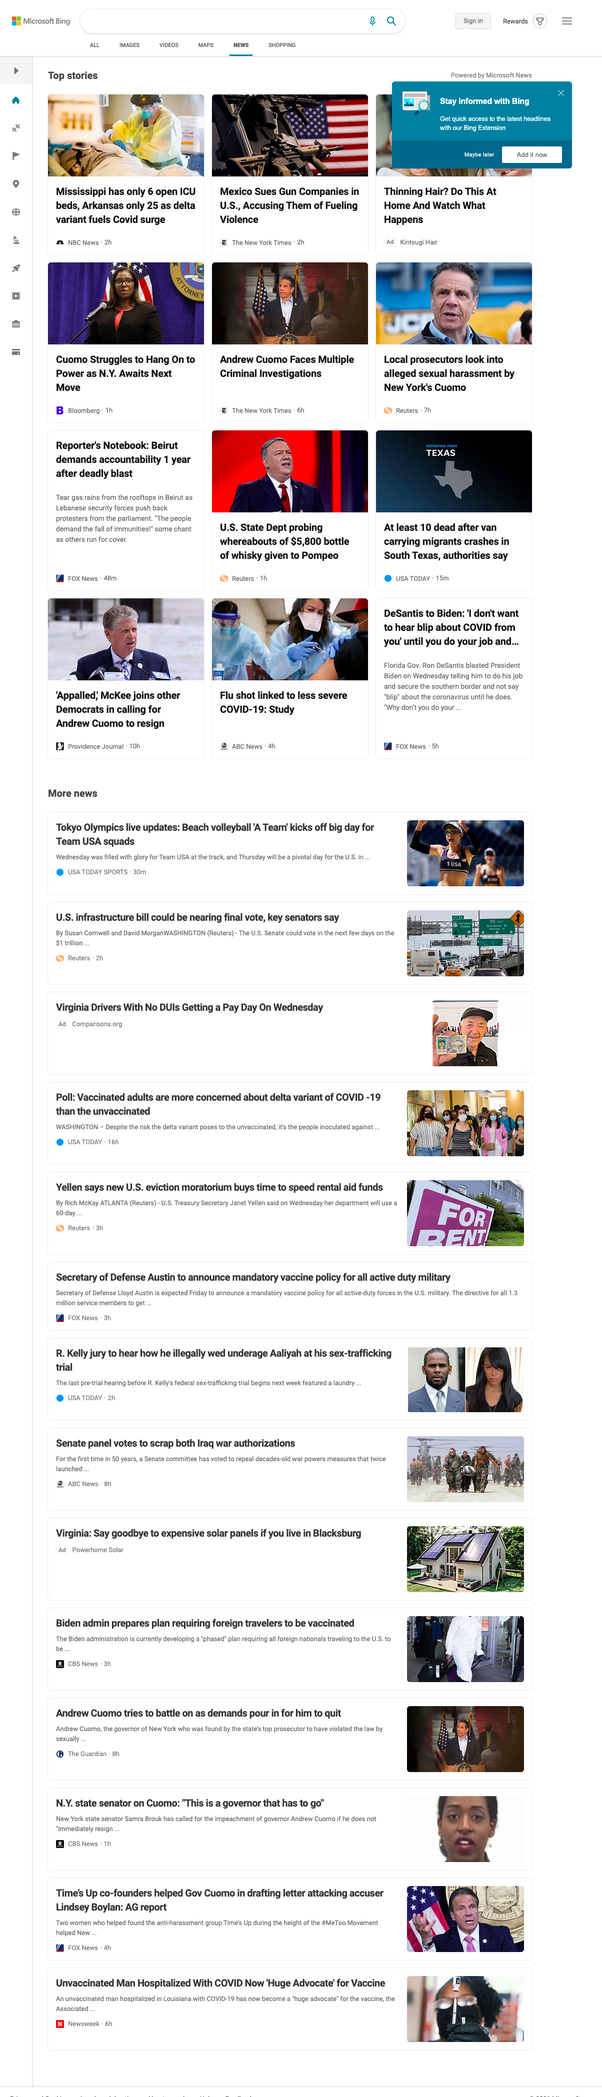 Microsoft Bing
Sign in
Rewards
ALL
IMAGES
VIDEOS
MAPS
NEWS
SHOPPING
Top stories
Powered by Microsoft News
Stay informed with Bing
Get quick access to the latest headlines
with our Bing Extension
Maybe later
Add it now
Mississippi has only 6 open ICU
beds, Arkansas only 25 as delta
variant fuels Covid surge
NBC News · 2h
Mexico Sues Gun Companies in
U.S., Accusing Them of Fueling
Violence
The New York Times · 2h
Thinning Hair? Do This At
Home And Watch What
Happens
Ad Kintsugi Hair
Cuomo Struggles to Hang On to
Power as N.Y. Awaits Next
Move
Bloomberg · 1h
Andrew Cuomo Faces Multiple
Criminal Investigations
The New York Times · 6h
Local prosecutors look into
alleged sexual harassment by
New York's Cuomo
Reuters · 7h
Reporter's Notebook: Beirut
demands accountability 1 year
after deadly blast
Tear gas rains from the rooftops in Beirut as
Lebanese security forces push back
protesters from the parliament. "The people
demand the fall of immunities!" some chant
as others run for cover.
FOX News · 48m
U.S. State Dept probing
whereabouts of $5,800 bottle
of whisky given to Pompeo
Reuters · 1h
REPORTING FROM
TEXAS
At least 10 dead after van
carrying migrants crashes in
South Texas, authorities say
USA TODAY · 15m
'Appalled,' McKee joins other
Democrats in calling for
Andrew Cuomo to resign
Providence Journal · 10h
Flu shot linked to less severe
COVID-19: Study
ABC News · 4h
DeSantis to Biden: 'I don't want
to hear blip about COVID from
you' until you do your job and...
Florida Gov. Ron DeSantis blasted President
Biden on Wednesday telling him to do his job
and secure the southern border and not say
"blip" about the coronavirus until he does.
"Why don't you do your ...
FOX News · 5h
More news
Tokyo Olympics live updates: Beach volleyball 'A Team' kicks off big day for
Team USA squads
Wednesday was filled with glory for Team USA at the track, and Thursday will be a pivotal day for the U.S. in ...
USA TODAY SPORTS · 30m
1 USA
U.S. infrastructure bill could be nearing final vote, key senators say
By Susan Cornwell and David MorganWASHINGTON (Reuters) - The U.S. Senate could vote in the next few days on the
$1 trillion ...
Reuters · 2h
Virginia Drivers With No DUIs Getting a Pay Day On Wednesday
Ad Comparisons.org
Poll: Vaccinated adults are more concerned about delta variant of COVID -19
than the unvaccinated
WASHINGTON – Despite the risk the delta variant poses to the unvaccinated, it's the people inoculated against ...
USA TODAY · 16h
Yellen says new U.S. eviction moratorium buys time to speed rental aid funds
By Rich McKay ATLANTA (Reuters) - U.S. Treasury Secretary Janet Yellen said on Wednesday her department will use a
60-day ...
Reuters · 3h
FOR
RENT
Secretary of Defense Austin to announce mandatory vaccine policy for all active duty military
Secretary of Defense Lloyd Austin is expected Friday to announce a mandatory vaccine policy for all active-duty forces in the U.S. military. The directive for all 1.3
million service members to get ...
FOX News · 3h
R. Kelly jury to hear how he illegally wed underage Aaliyah at his sex-trafficking
trial
The last pre-trial hearing before R. Kelly's federal sex-trafficking trial begins next week featured a laundry ...
USA TODAY · 2h
Senate panel votes to scrap both Iraq war authorizations
For the first time in 50 years, a Senate committee has voted to repeal decades-old war powers measures that twice
launched ...
ABC News · 8h
Virginia: Say goodbye to expensive solar panels if you live in Blacksburg
Ad Powerhome Solar
Biden admin prepares plan requiring foreign travelers to be vaccinated
The Biden administration is currently developing a "phased" plan requiring all foreign nationals traveling to the U.S. to
be ...
CBS News · 3h
Andrew Cuomo tries to battle on as demands pour in for him to quit
Andrew Cuomo, the governor of New York who was found by the state's top prosecutor to have violated the law by
sexually ...
The Guardian · 8h
N.Y. state senator on Cuomo: "This is a governor that has to go"
New York state senator Samra Brouk has called for the impeachment of governor Andrew Cuomo if he does not
"immediately resign ...
CBS News · 1h
Time's Up co-founders helped Gov Cuomo in drafting letter attacking accuser
Lindsey Boylan: AG report
Two women who helped found the anti-harassment group Time's Up during the height of the #MeToo Movement
helped New ...
FOX News · 4h
Unvaccinated Man Hospitalized With COVID Now 'Huge Advocate' for Vaccine
An unvaccinated man hospitalized in Louisiana with COVID-19 has now become a "huge advocate" for the vaccine, the
Associated ...
Newsweek · 6h